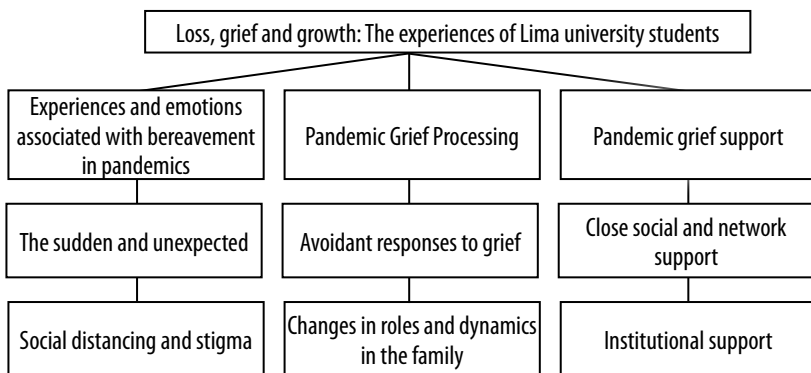 Loss, grief and growth: The experiences of Lima university students
Experiences and emotions
associated with bereavement
in pandemics
Pandemic Grief Processing
Pandemic grief support
The sudden and unexpected
Avoidant responses to grief
Close social and network
support
Social distancing and stigma
Changes in roles and dynamics
in the family
Institutional support